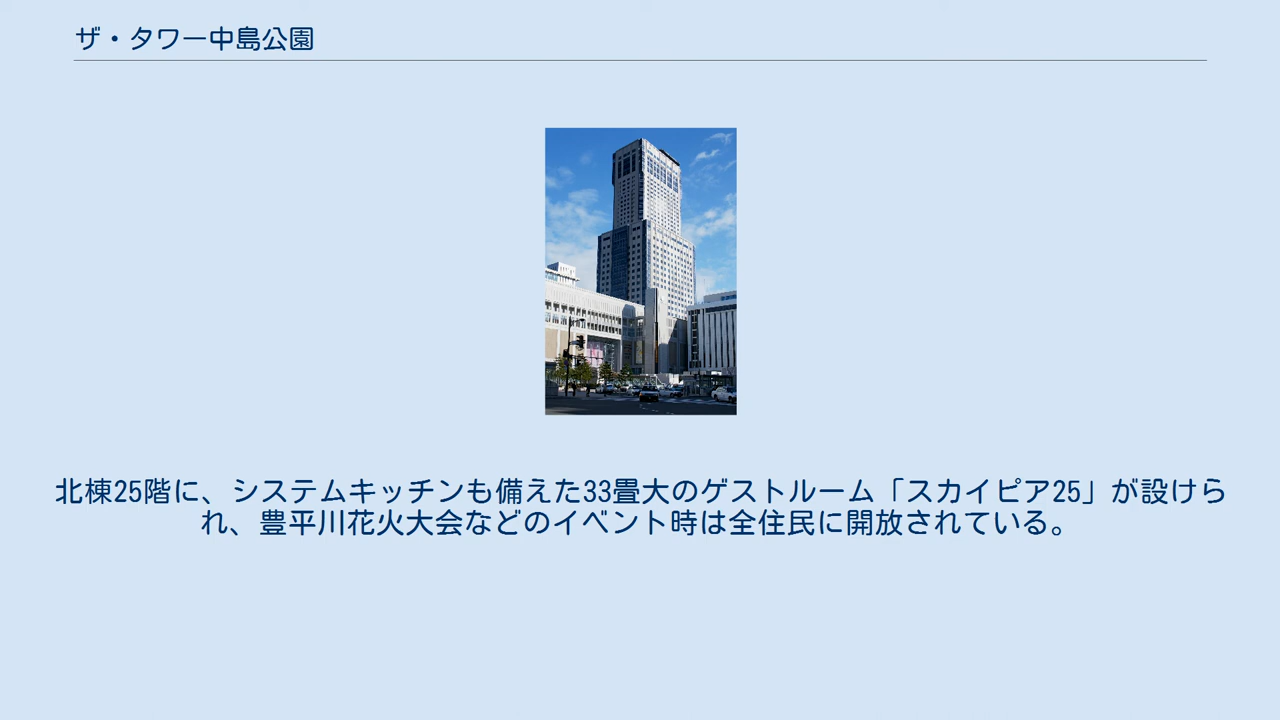 ザ・タワー中島公園
北棟25階に、システムキッチンも備えた33畳大のゲストルーム「スカイピア25」が設けら
れ、豊平川花火大会などのイベント時は全住民に開放されている。